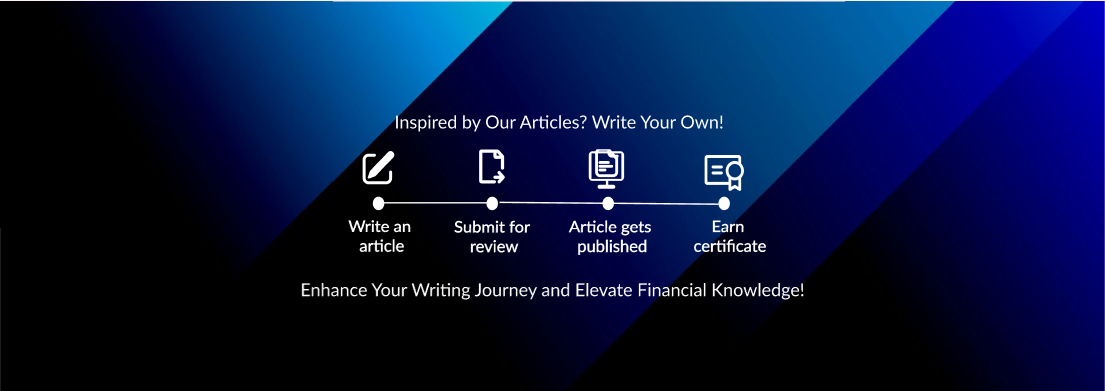 Inspired by Our Articles? Write Your Own!
Write an
article
Submit for
review
Article gets
published
Earn
certificate
Enhance Your Writing Journey and Elevate Financial Knowledge!